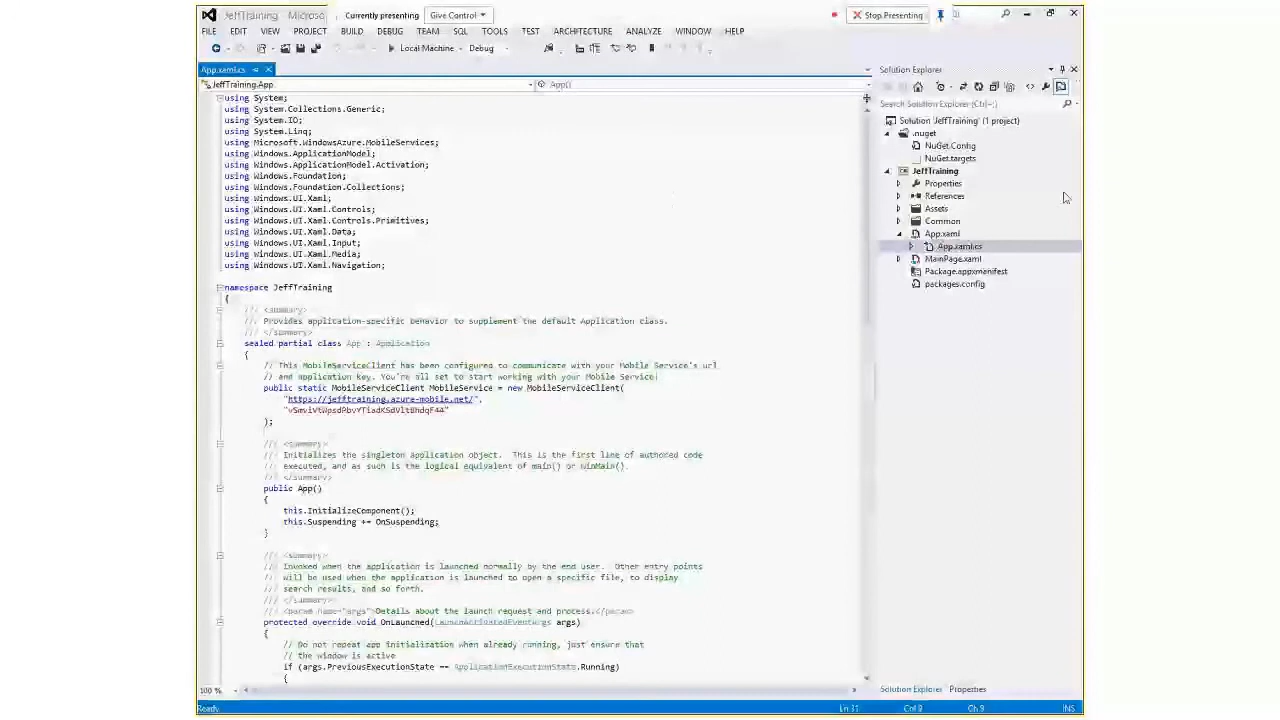 JeffTraining - Microso
Currently presenting
Give Control
Stop Presenting
FILE EDIT VIEW PROJECT BUILD DEBUG TEAM SQL TOOLS TEST ARCHITECTURE ANALYZE WINDOW HELP
Local Machine Debug
App.xaml.cs
JeffTraining.App App()
using System;
using System.Collections.Generic;
using System.IO;
using System.Linq;
using Microsoft.WindowsAzure.MobileServices;
using Windows.ApplicationModel;
using Windows.ApplicationModel.Activation;
using Windows.Foundation;
using Windows.Foundation.Collections;
using Windows.UI.Xaml;
using Windows.UI.Xaml.Controls;
using Windows.UI.Xaml.Controls.Primitives;
using Windows.UI.Xaml.Data;
using Windows.UI.Xaml.Input;
using Windows.UI.Xaml.Media;
using Windows.UI.Xaml.Navigation;
namespace JeffTraining
{
/// <summary>
/// Provides application-specific behavior to supplement the default Application class.
/// </summary>
sealed partial class App : Application
{
// This MobileServiceClient has been configured to communicate with your Mobile Service's url
// and application key. You're all set to start working with your Mobile Service!
public static MobileServiceClient MobileService = new MobileServiceClient(
"https://jefftraining.azure-mobile.net/",
);
/// <summary>
/// Initializes the singleton application object.  This is the first line of authored code
/// executed, and as such is the logical equivalent of main() or WinMain().
/// </summary>
public App()
{
this.InitializeComponent();
this.Suspending += OnSuspending;
}
/// <summary>
/// Invoked when the application is launched normally by the end user.  Other entry points
/// will be used when the application is launched to open a specific file, to display
/// search results, and so forth.
/// </summary>
/// <param name="args">Details about the launch request and process.</param>
protected override void OnLaunched(LaunchActivatedEventArgs args)
{
// Do not repeat app initialization when already running, just ensure that
// the window is active
if (args.PreviousExecutionState == ApplicationExecutionState.Running)
{
100 %
Solution Explorer
Search Solution Explorer (Ctrl+;)
Solution 'JeffTraining' (1 project)
.nuget
NuGet.Config
NuGet.targets
JeffTraining
Properties
References
Assets
Common
App.xaml
App.xaml.cs
MainPage.xaml
Package.appxmanifest
packages.config
Solution Explorer Properties
Ready
Ln 31 Col 9 Ch 9 INS